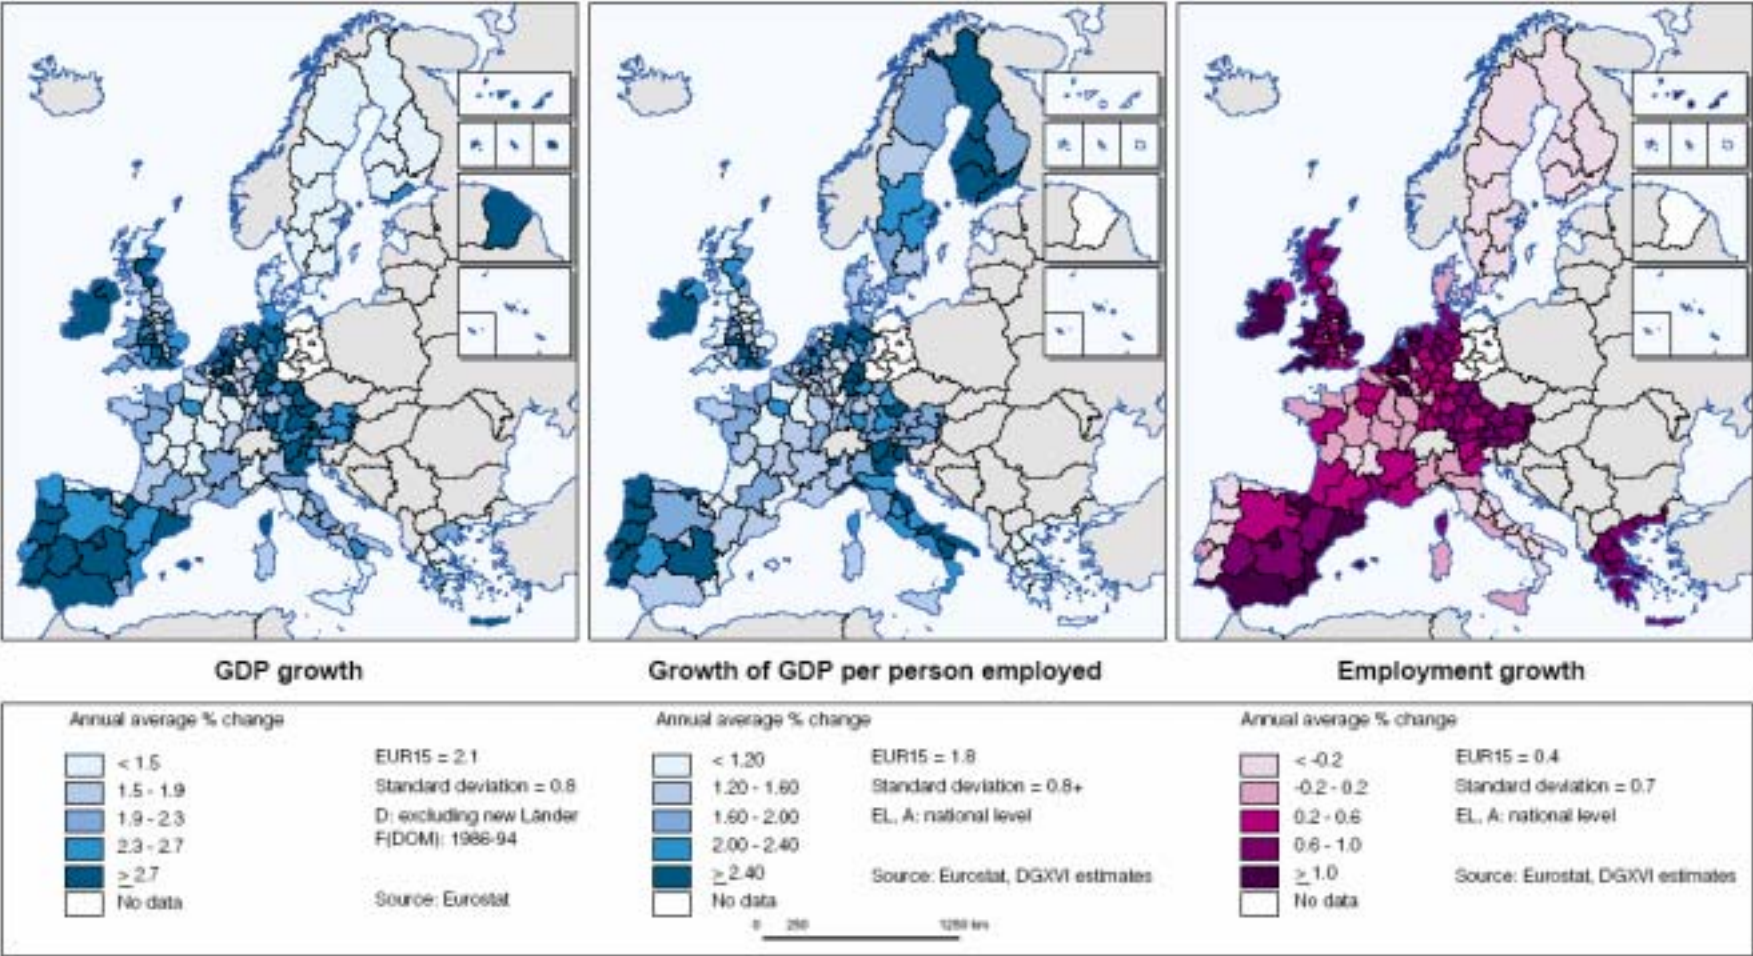 GDP growth
Growth of GDP per person employed
Employment growth
Annual average % change
< 1.5
1.5 - 1.9
1.9 - 2.3
2.3 - 2.7
≥ 2.7
No data
EUR15 = 2.1
Standard deviation = 0.8
D: excluding new Länder
F(DOM): 1986-94
Source: Eurostat
Annual average % change
< 1.20
1.20 - 1.60
1.60 - 2.00
2.00 - 2.40
≥ 2.40
No data
EUR15 = 1.8
Standard deviation = 0.8+
EL, A: national level
Source: Eurostat, DGXVI estimates
0 250 1250 km
Annual average % change
< -0.2
-0.2 - 0.2
0.2 - 0.6
0.6 - 1.0
≥ 1.0
No data
EUR15 = 0.4
Standard deviation = 0.7
EL, A: national level
Source: Eurostat, DGXVI estimates